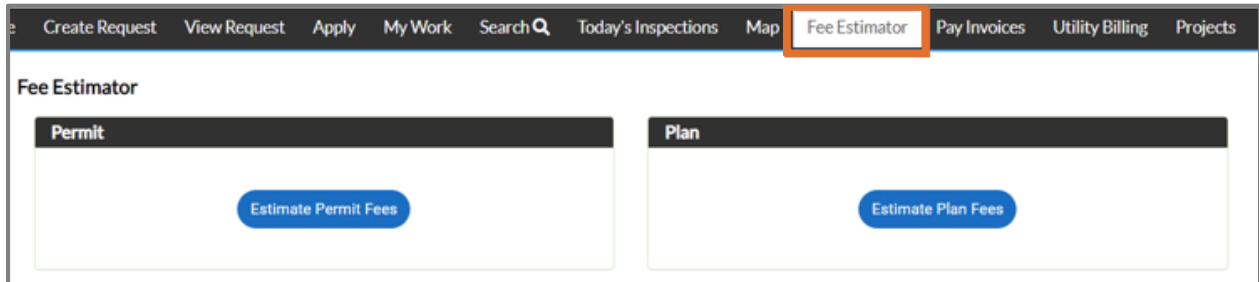 e Create Request View Request Apply My Work Search Today's Inspections Map Fee Estimator Pay Invoices Utility Billing Projects
Fee Estimator
Permit Plan
Estimate Permit Fees Estimate Plan Fees